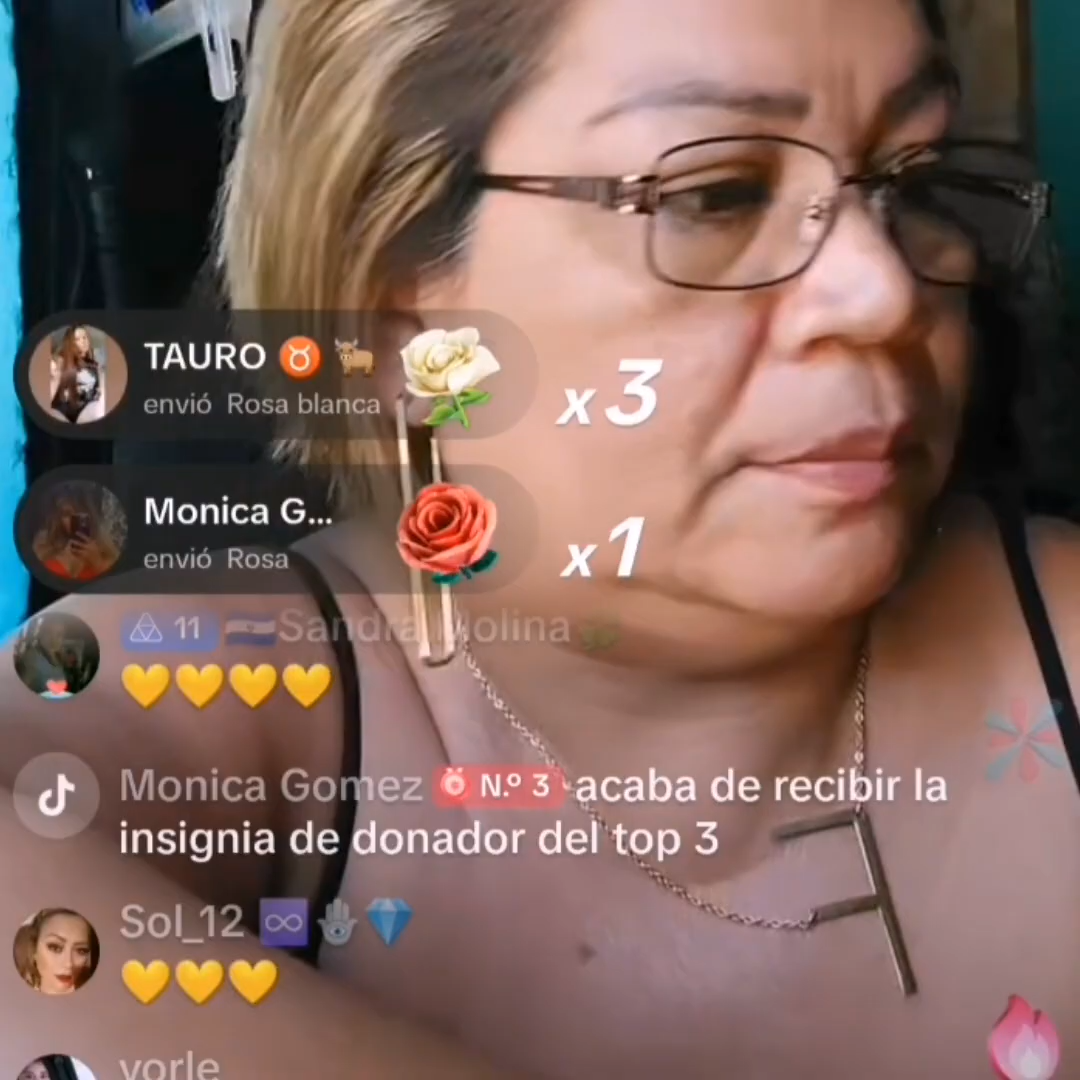 TAURO ♉ 🐂
envió Rosa blanca
x3
Monica G...
envió Rosa
x1
11 Sandra Molina
💛💛💛💛
Monica Gomez N.º 3 acaba de recibir la
insignia de donador del top 3
Sol_12 ♾️🪬💎
💛💛💛
yorle